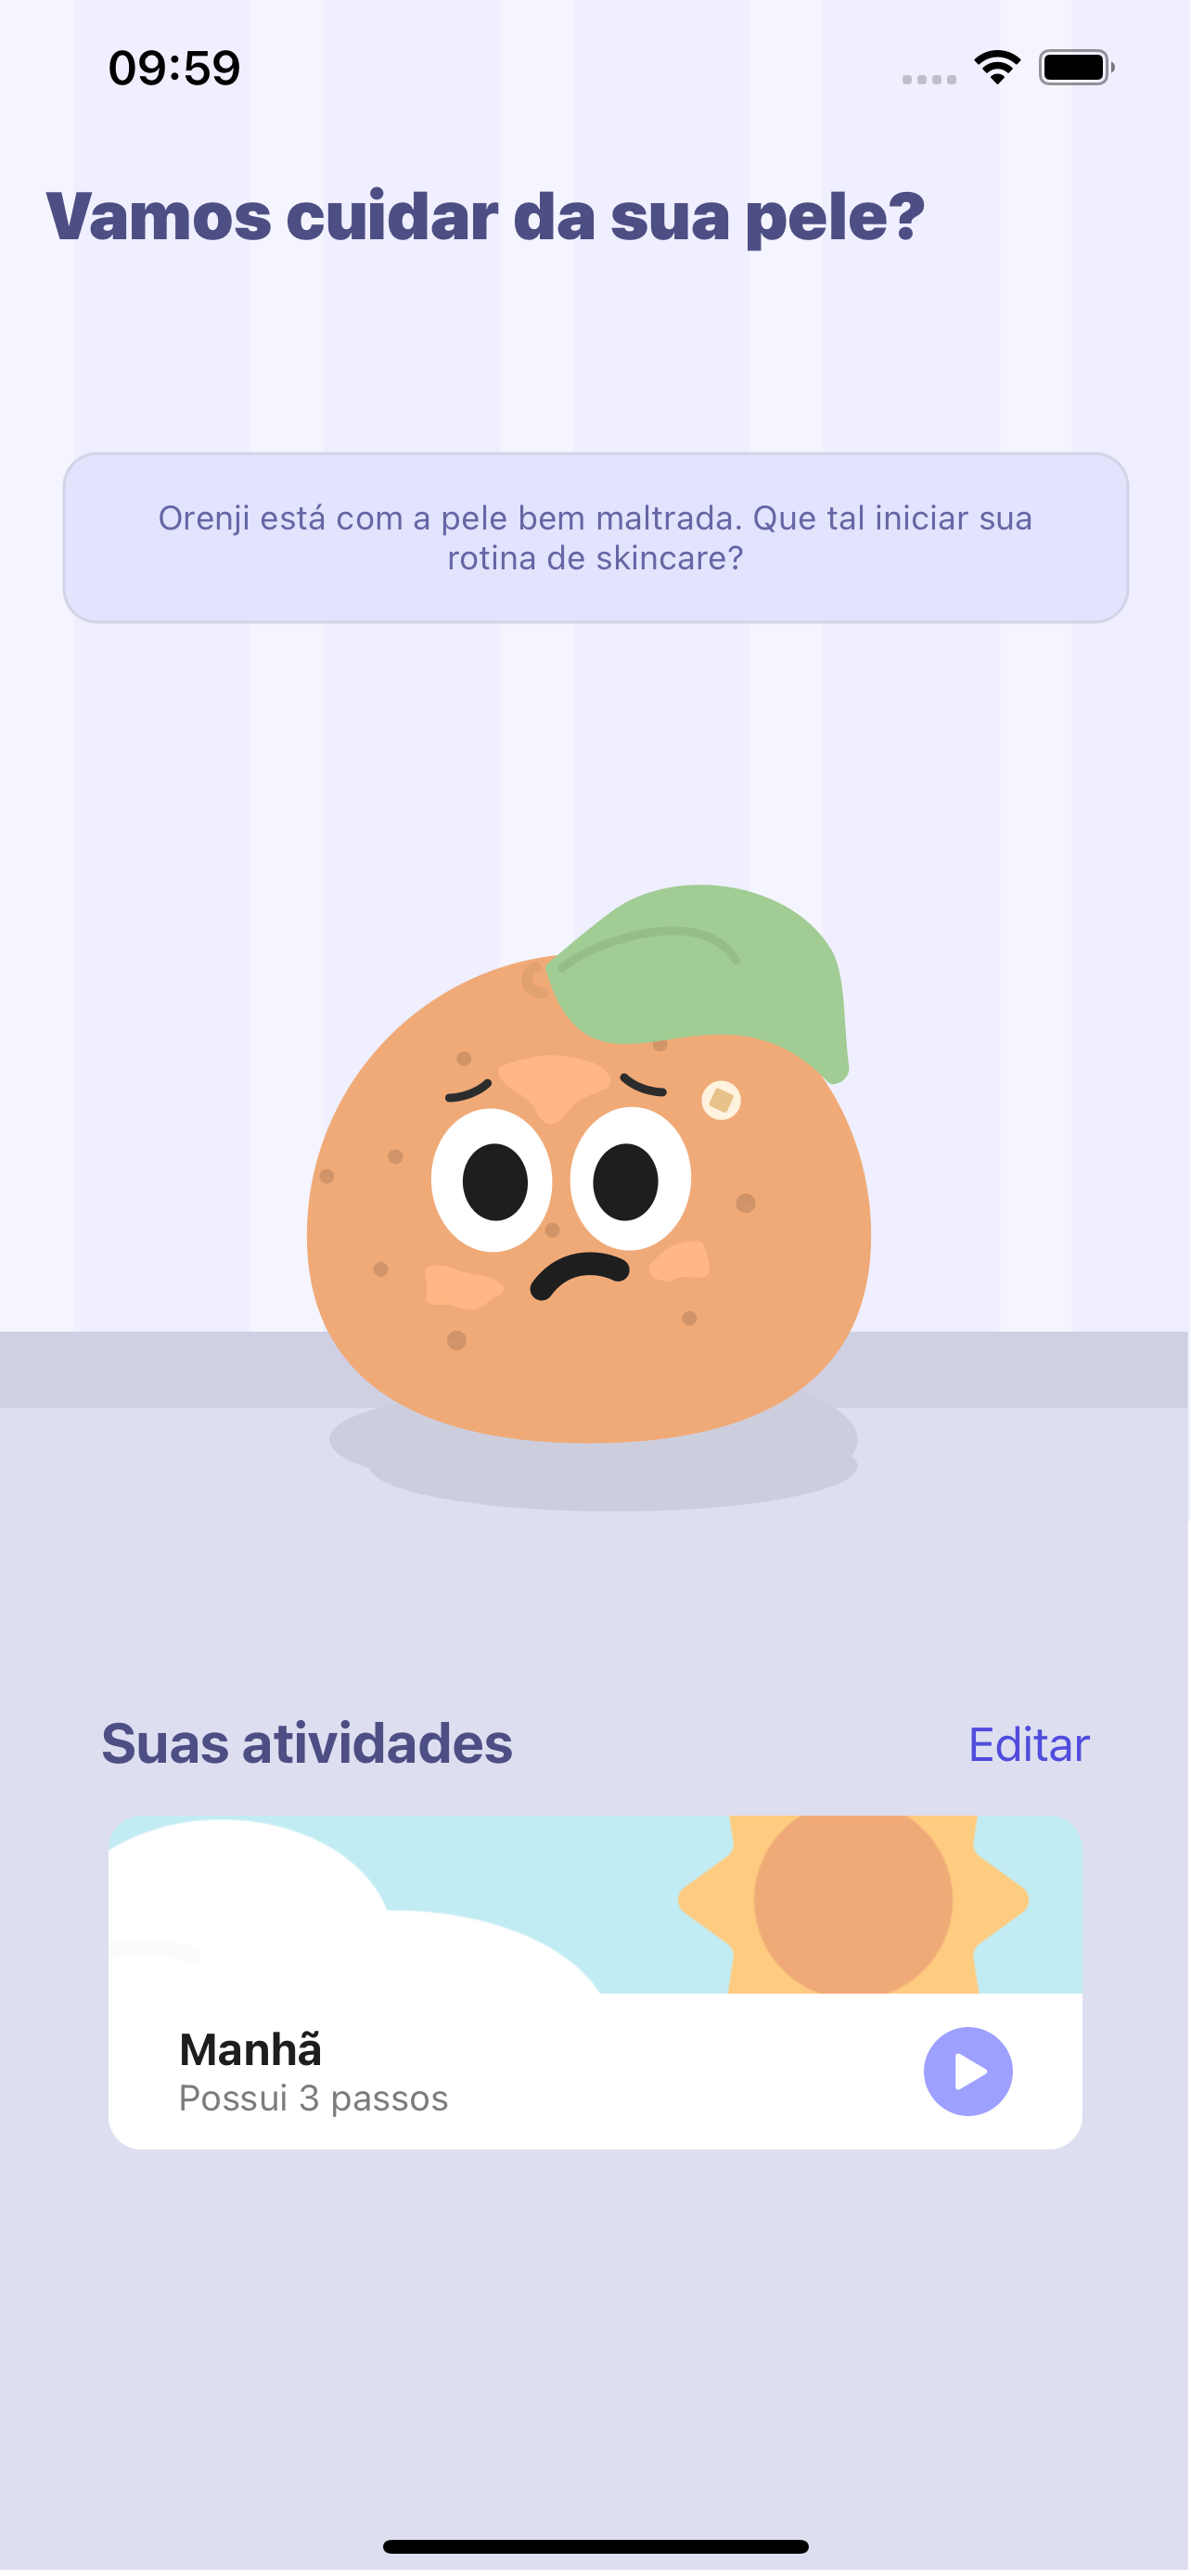 09:59
Vamos cuidar da sua pele?
Orenji está com a pele bem maltrada. Que tal iniciar sua
rotina de skincare?
Suas atividades
Editar
Manhã
Possui 3 passos